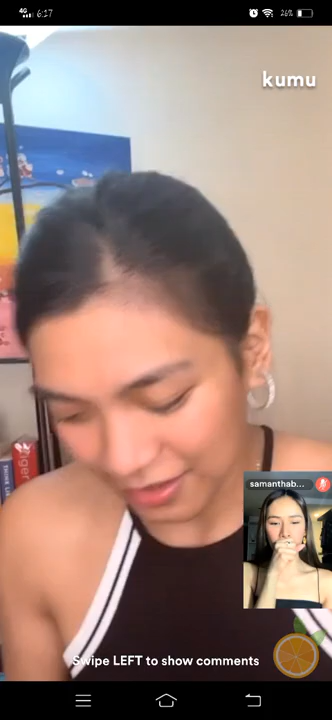 4G
6:17
26%
kumu
samanthab...
Swipe LEFT to show comments